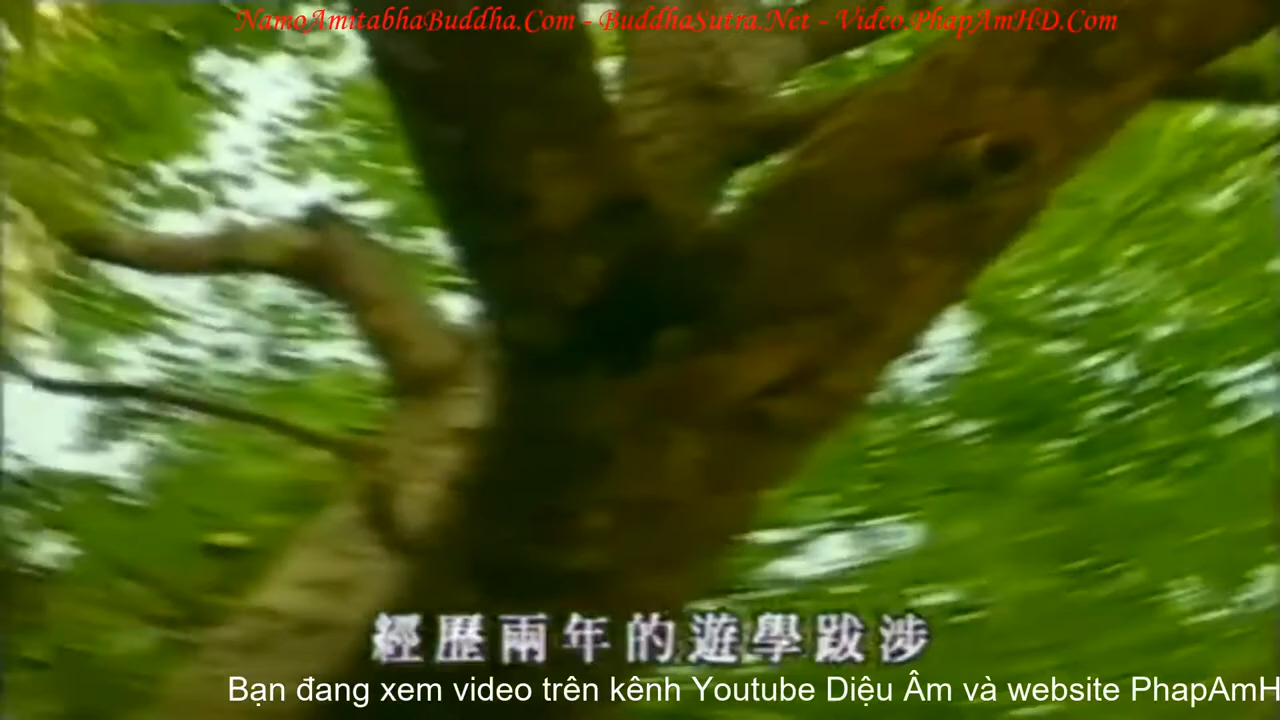 NamoAmitabhaBuddha.Com - BuddhaSutra.Net - Video.PhapAmHD.Com
經歷兩年的遊學跋涉
Bạn đang xem video trên kênh Youtube Diệu Âm và website PhapAmH